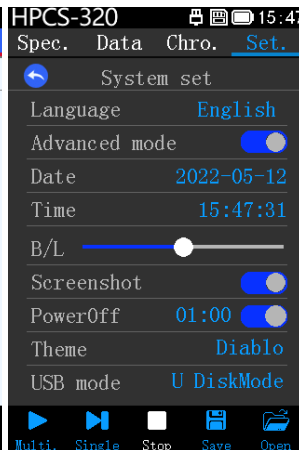 HPCS-320 15:47
Spec. Data Chro. Set.
System set
Language English
Advanced mode
Date 2022-05-12
Time 15:47:31
B/L
Screenshot
PowerOff 01:00
Theme Diablo
USB mode U DiskMode
Multi. Single Stop Save Open